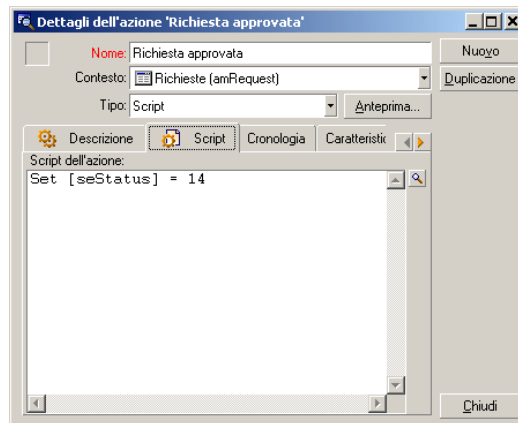 Dettagli dell'azione 'Richiesta approvata'
Nome: Richiesta approvata
Nuovo
Contesto: Richieste (amRequest)
Duplicazione
Tipo: Script
Anteprima...
Descrizione Script Cronologia Caratteristic
Script dell'azione:
Set [seStatus] = 14
Chiudi